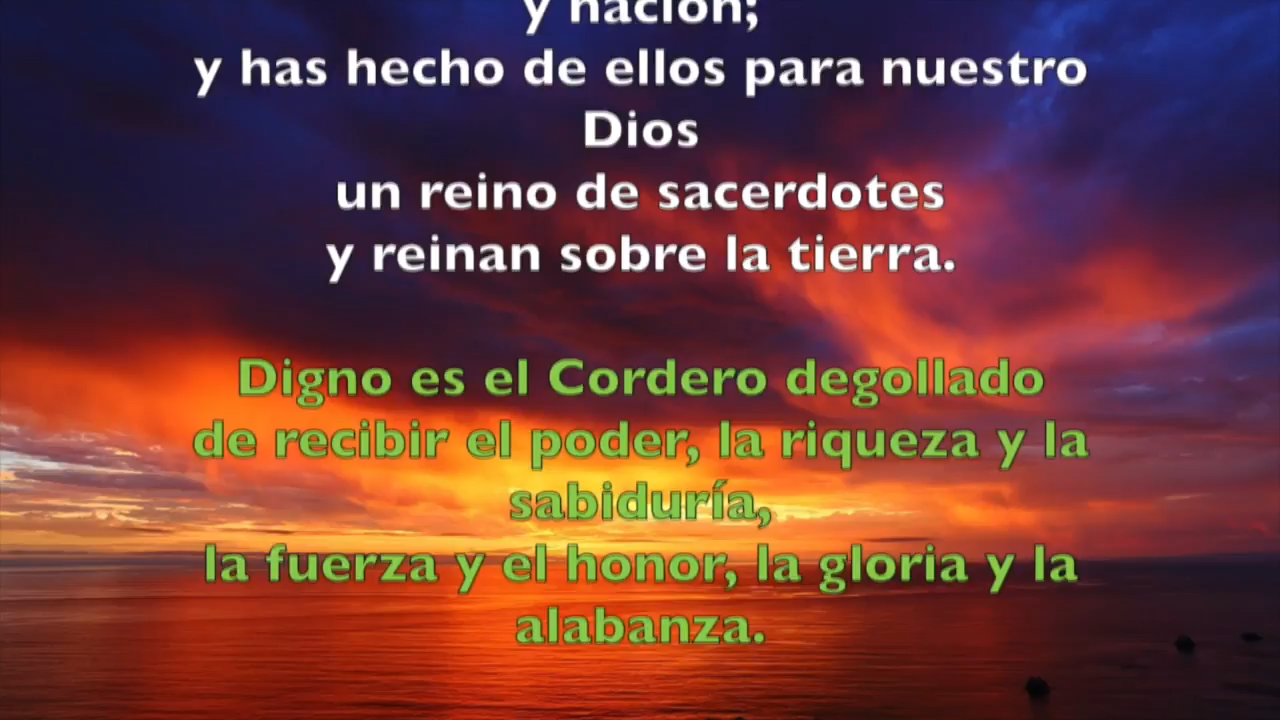 y nación;
y has hecho de ellos para nuestro
Dios
un reino de sacerdotes
y reinan sobre la tierra.
Digno es el Cordero degollado
de recibir el poder, la riqueza y la
sabiduría,
la fuerza y el honor, la gloria y la
alabanza.